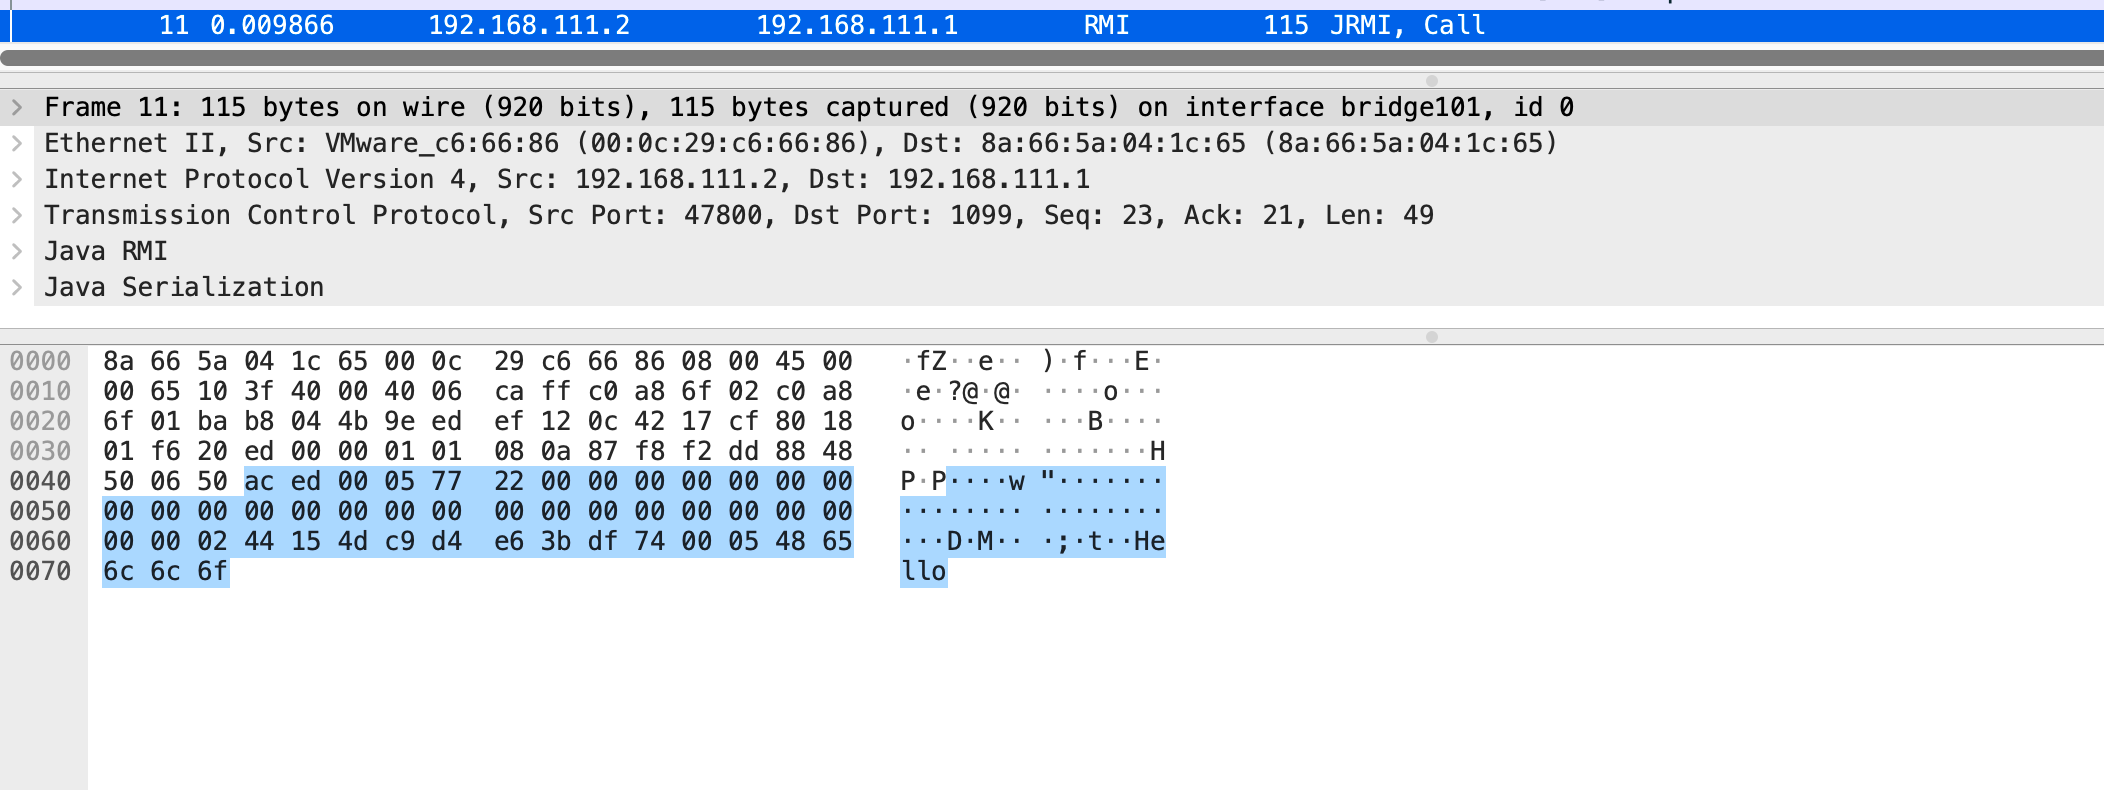 11 0.009866 192.168.111.2 192.168.111.1 RMI 115 JRMI, Call
Frame 11: 115 bytes on wire (920 bits), 115 bytes captured (920 bits) on interface bridge101, id 0
Ethernet II, Src: VMware_c6:66:86 (00:0c:29:c6:66:86), Dst: 8a:66:5a:04:1c:65 (8a:66:5a:04:1c:65)
Internet Protocol Version 4, Src: 192.168.111.2, Dst: 192.168.111.1
Transmission Control Protocol, Src Port: 47800, Dst Port: 1099, Seq: 23, Ack: 21, Len: 49
Java RMI
Java Serialization
0000 8a 66 5a 04 1c 65 00 0c 29 c6 66 86 08 00 45 00 ·fZ··e·· )·f···E·
0010 00 65 10 3f 40 00 40 06 ca ff c0 a8 6f 02 c0 a8 ·e·?@·@· ····o···
0020 6f 01 ba b8 04 4b 9e ed ef 12 0c 42 17 cf 80 18 o····K·· ···B····
0030 01 f6 20 ed 00 00 01 01 08 0a 87 f8 f2 dd 88 48 ·· ····· ·······H
0040 50 06 50 ac ed 00 05 77 22 00 00 00 00 00 00 00 P·P····w "·······
0050 00 00 00 00 00 00 00 00 00 00 00 00 00 00 00 00 ········ ········
0060 00 00 02 44 15 4d c9 d4 e6 3b df 74 00 05 48 65 ···D·M·· ·;·t··He
0070 6c 6c 6f llo